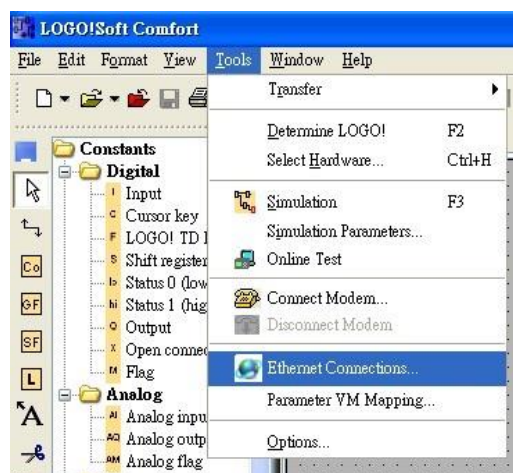 LOGO!Soft Comfort
File Edit Format View Tools Window Help
Transfer
Determine LOGO! F2
Select Hardware... Ctrl+H
Simulation F3
Simulation Parameters...
Online Test
Connect Modem...
Disconnect Modem
Ethernet Connections...
Parameter VM Mapping...
Options...
Co
GF
SF
L
A
Constants
Digital
I Input
C Cursor key
F LOGO! TD
S Shift register
lo Status 0 (low
hi Status 1 (hig
Q Output
X Open connec
M Flag
Analog
AI Analog inpu
AQ Analog outp
AM Analog flag